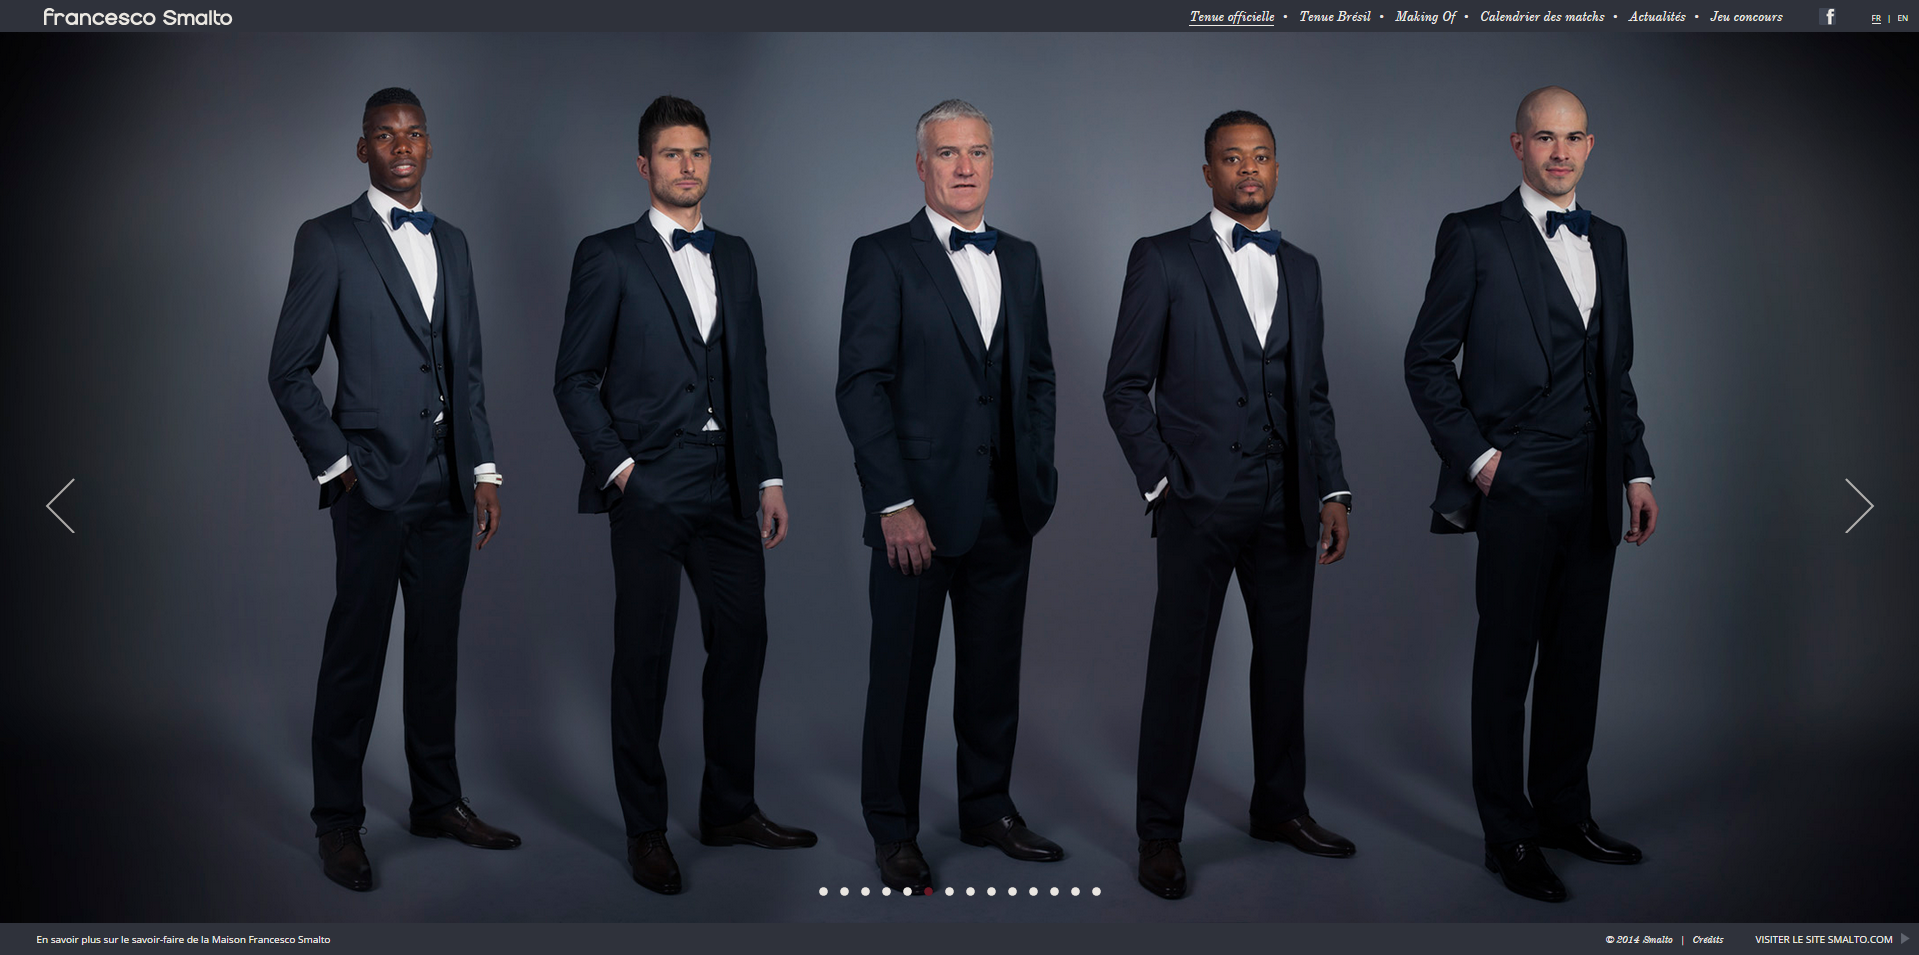 Francesco Smalto
Tenue officielle • Tenue Brésil • Making Of • Calendrier des matchs • Actualités • Jeu concours
f
FR | EN
En savoir plus sur le savoir-faire de la Maison Francesco Smalto
© 2014 Smalto | Crédits
VISITER LE SITE SMALTO.COM